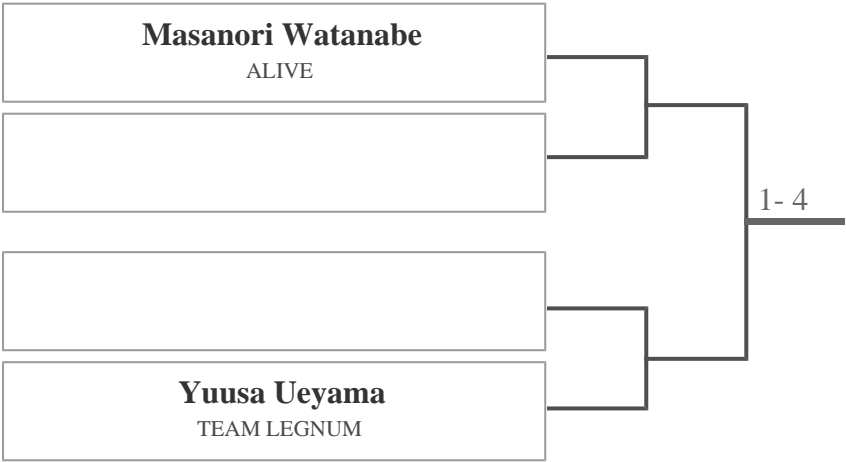 Masanori Watanabe
ALIVE
1- 4
Yuusa Ueyama
TEAM LEGNUM